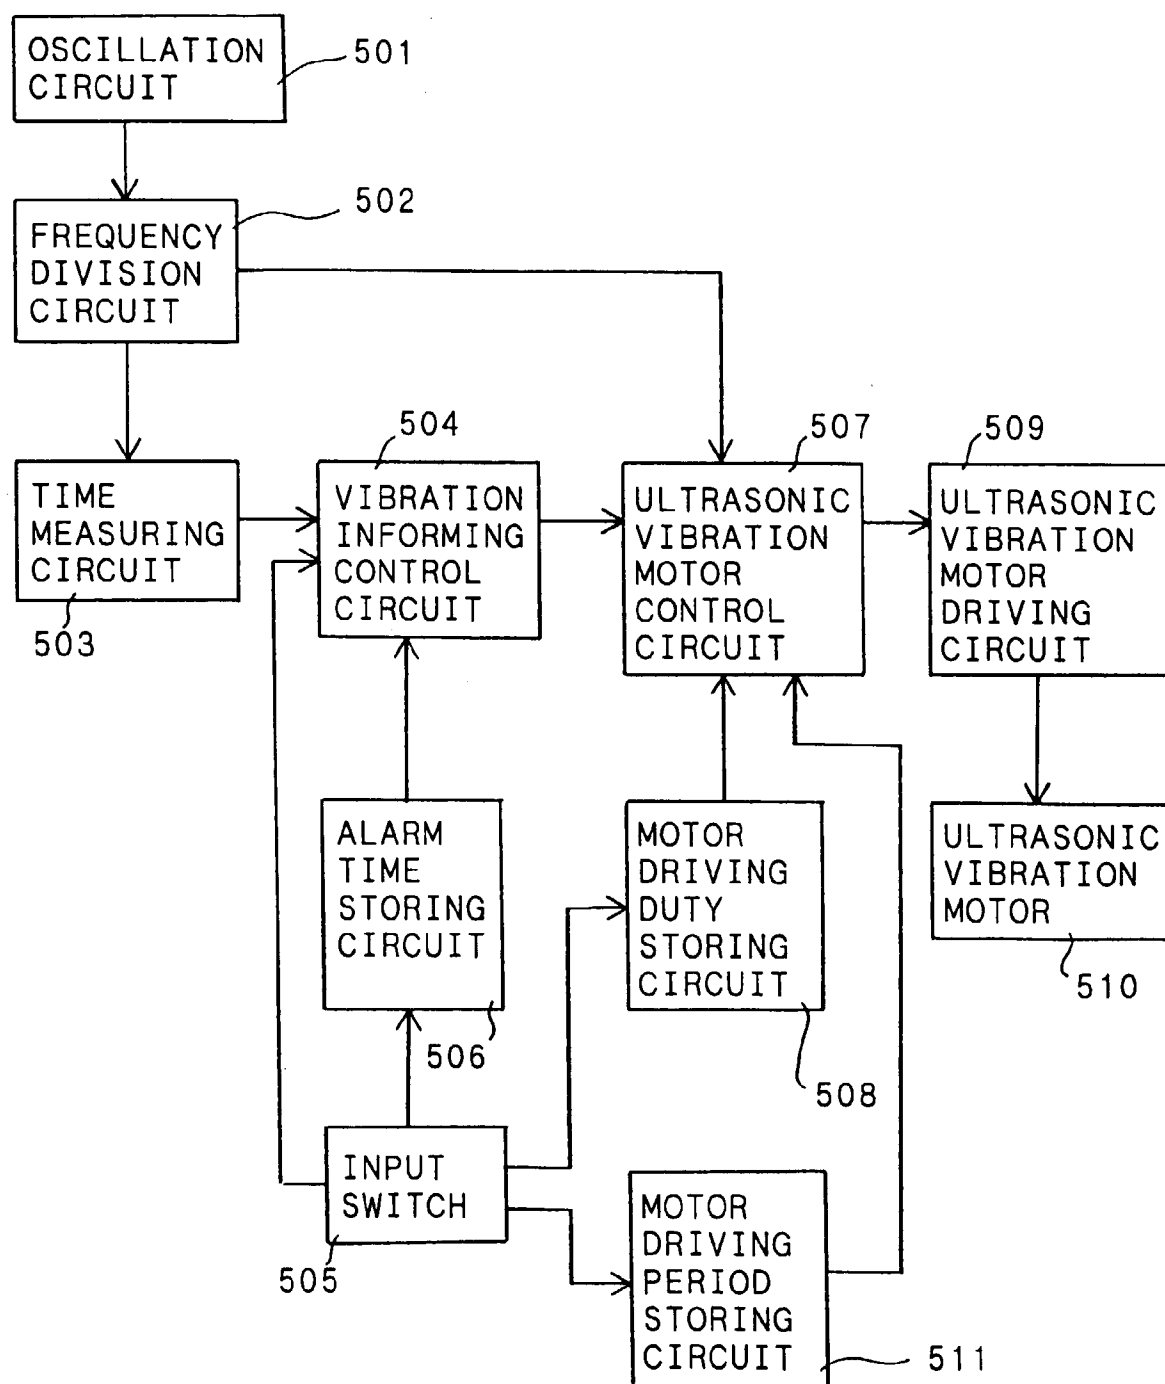 OSCILLATION
CIRCUIT
501
502
FREQUENCY
DIVISION
CIRCUIT
504
507
509
TIME
MEASURING
CIRCUIT
503
VIBRATION
INFORMING
CONTROL
CIRCUIT
ULTRASONIC
VIBRATION
MOTOR
CONTROL
CIRCUIT
ULTRASONIC
VIBRATION
MOTOR
DRIVING
CIRCUIT
ALARM
TIME
STORING
CIRCUIT
506
MOTOR
DRIVING
DUTY
STORING
CIRCUIT
508
ULTRASONIC
VIBRATION
MOTOR
510
INPUT
SWITCH
505
MOTOR
DRIVING
PERIOD
STORING
CIRCUIT
511